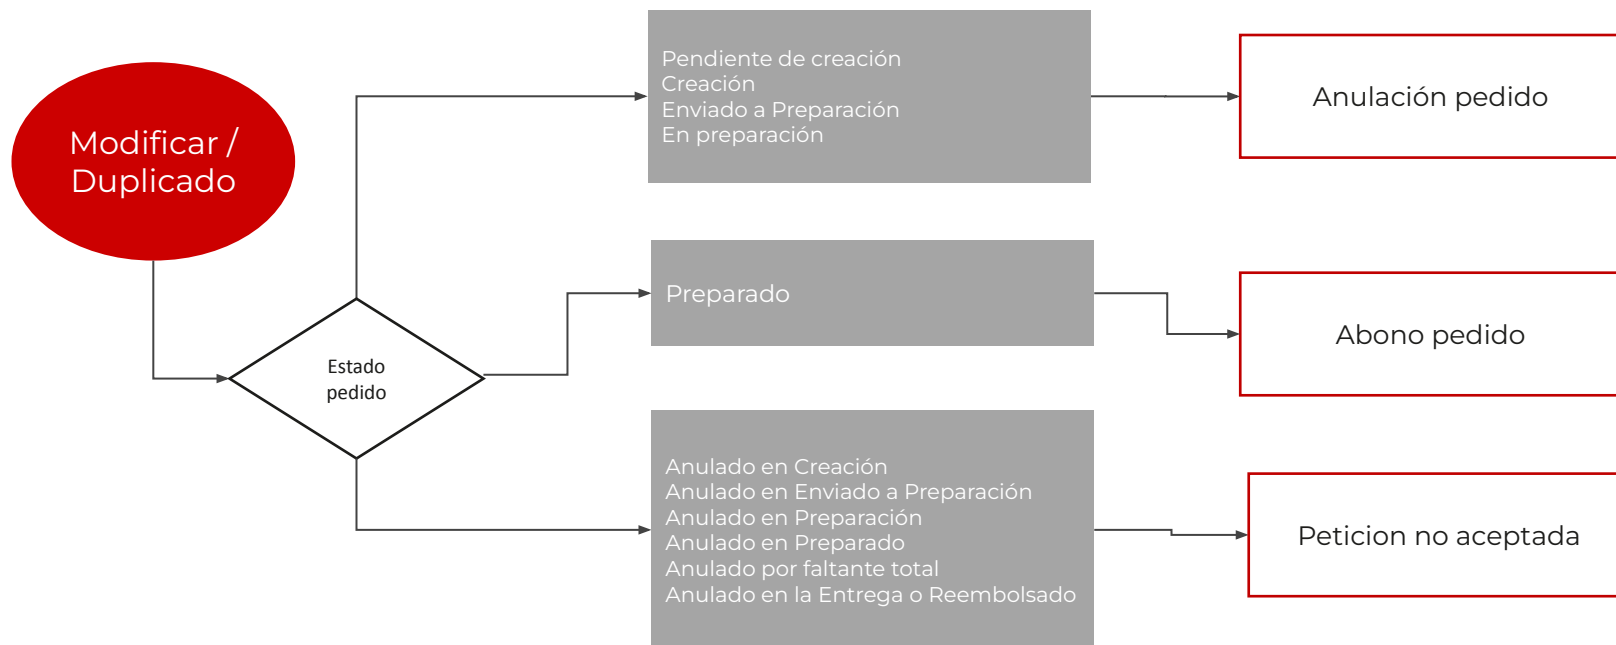 Modificar /
Duplicado
Estado
pedido
Pendiente de creación
Creación
Enviado a Preparación
En preparación
Anulación pedido
Preparado
Abono pedido
Anulado en Creación
Anulado en Enviado a Preparación
Anulado en Preparación
Anulado en Preparado
Anulado por faltante total
Anulado en la Entrega o Reembolsado
Peticion no aceptada